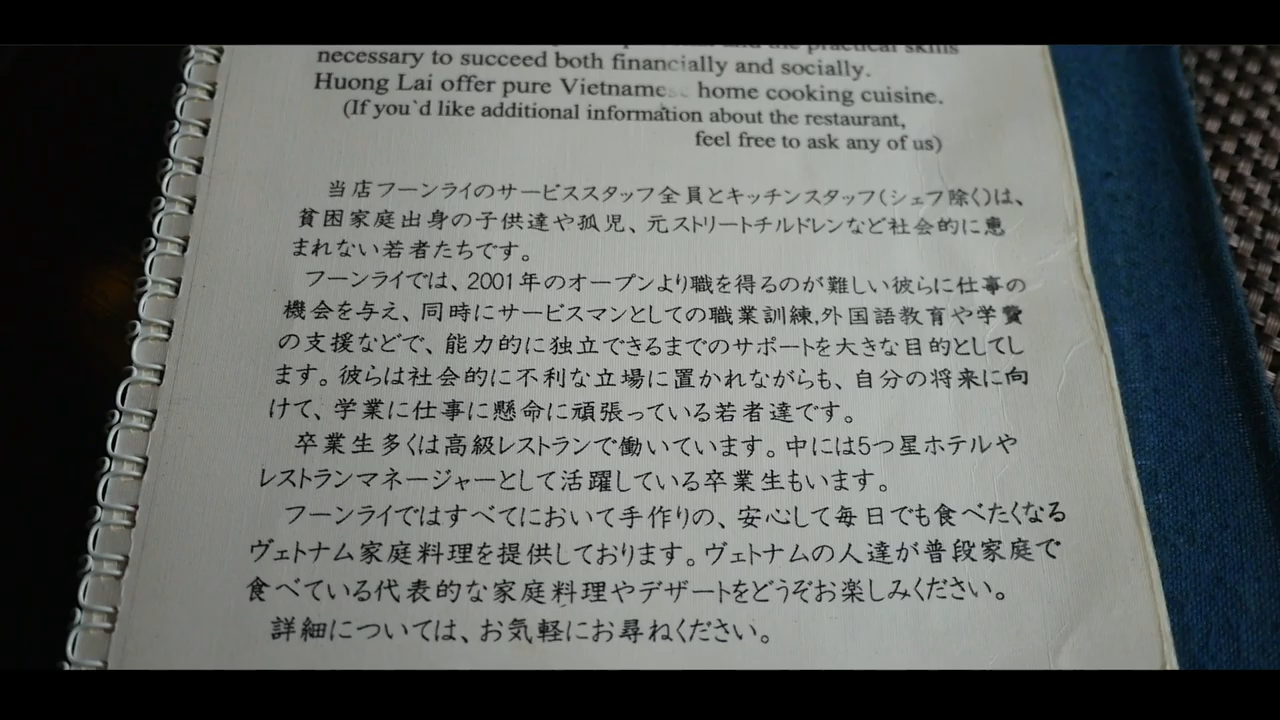 and the practical skills
necessary to succeed both financially and socially.
Huong Lai offer pure Vietnamese home cooking cuisine.
(If you`d like additional information about the restaurant,
feel free to ask any of us)
当店フーンライのサービススタッフ全員とキッチンスタッフ(シェフ除く)は、
貧困家庭出身の子供達や孤児、元ストリートチルドレンなど社会的に恵
まれない若者たちです。
フーンライでは、2001年のオープンより職を得るのが難しい彼らに仕事の
機会を与え、同時にサービスマンとしての職業訓練,外国語教育や学費
の支援などで、能力的に独立できるまでのサポートを大きな目的としてし
ます。彼らは社会的に不利な立場に置かれながらも、自分の将来に向
けて、学業に仕事に懸命に頑張っている若者達です。
卒業生多くは高級レストランで働いています。中には5つ星ホテルや
レストランマネージャーとして活躍している卒業生もいます。
フーンライではすべてにおいて手作りの、安心して毎日でも食べたくなる
ヴェトナム家庭料理を提供しております。ヴェトナムの人達が普段家庭で
食べている代表的な家庭料理やデザートをどうぞお楽しみください。
詳細については、お気軽にお尋ねください。